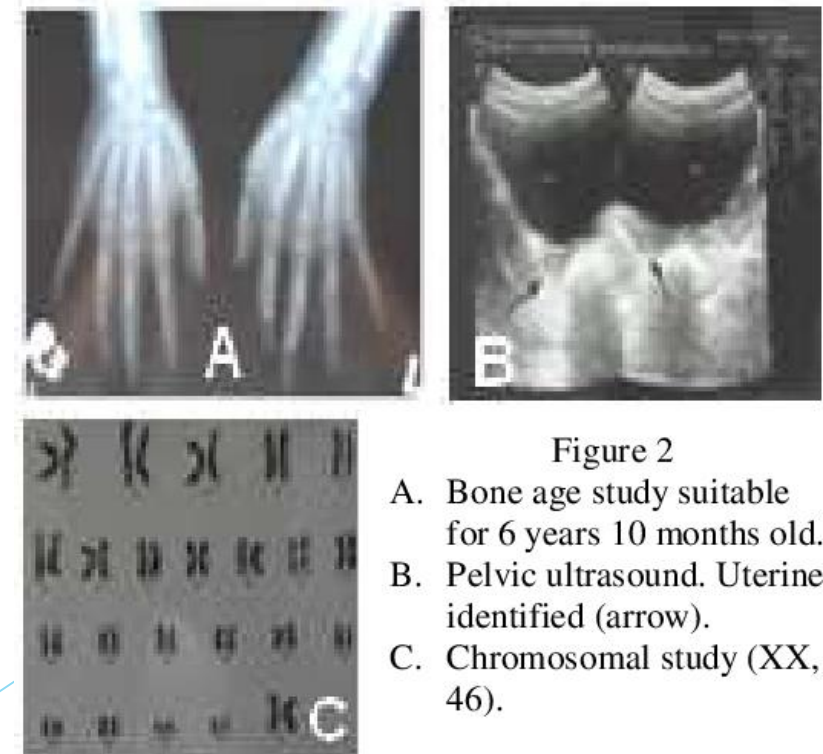 A
B
C
Figure 2
A. Bone age study suitable
for 6 years 10 months old.
B. Pelvic ultrasound. Uterine
identified (arrow).
C. Chromosomal study (XX,
46).